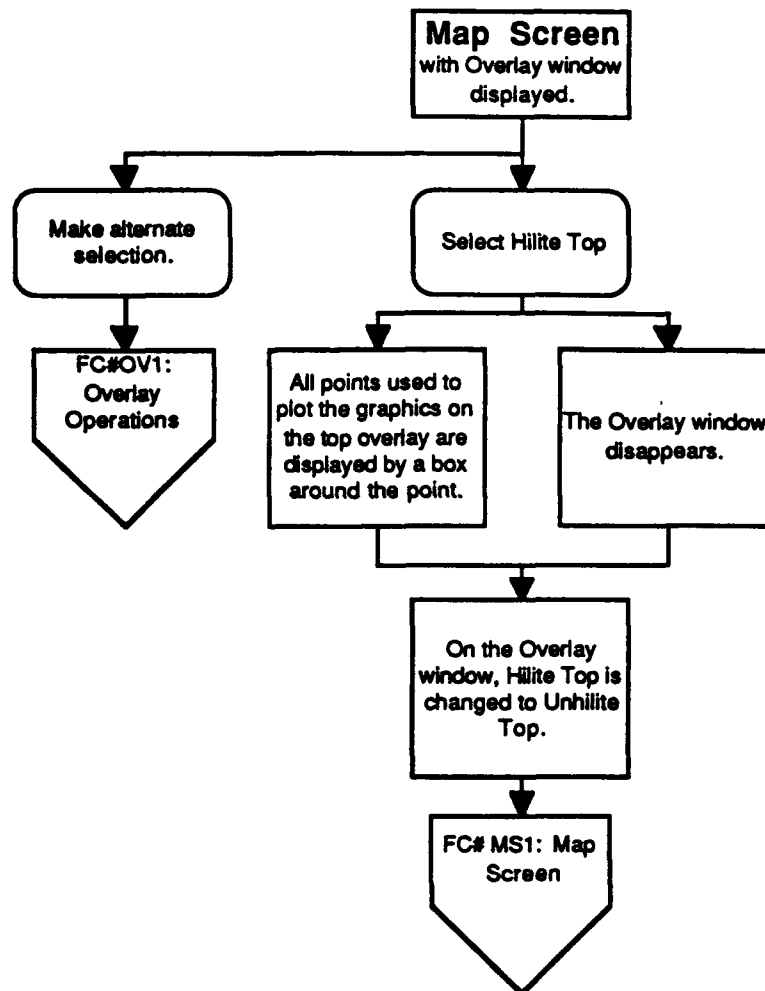 Map Screen
with Overlay window
displayed.
Make alternate
selection.
Select Hilite Top
FC#OV1:
Overlay
Operations
All points used to
plot the graphics on
the top overlay are
displayed by a box
around the point.
The Overlay window
disappears.
On the Overlay
window, Hilite Top is
changed to Unhilite
Top.
FC# MS1: Map
Screen